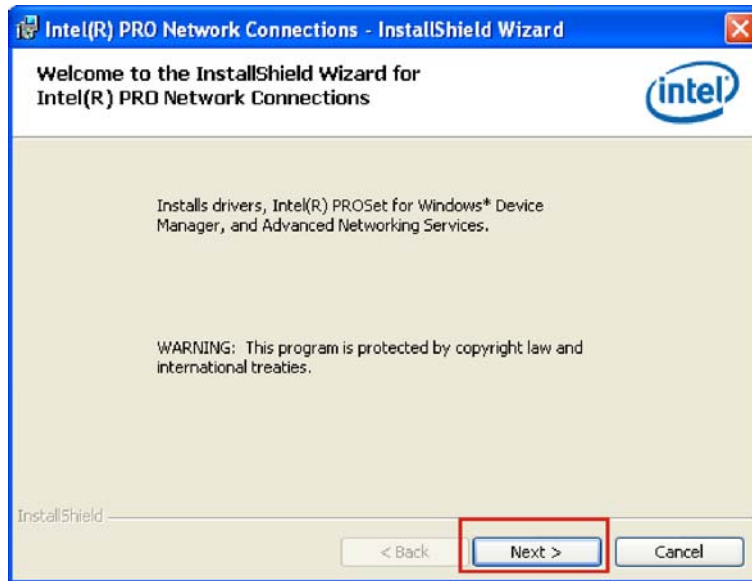 Intel(R) PRO Network Connections - InstallShield Wizard
Welcome to the InstallShield Wizard for
Intel(R) PRO Network Connections
intel
Installs drivers, Intel(R) PROSet for Windows* Device
Manager, and Advanced Networking Services.
WARNING: This program is protected by copyright law and
international treaties.
InstallShield
< Back
Next >
Cancel